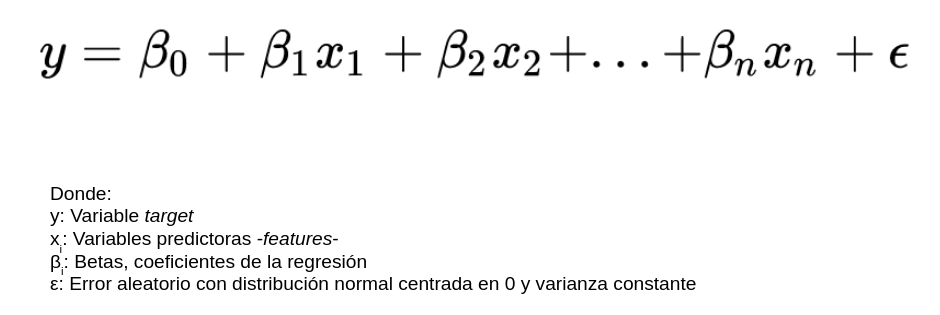 y = β₀ + β₁x₁ + β₂x₂+...+βₙxₙ + ϵ
Donde:
y: Variable target
xᵢ: Variables predictoras -features-
βᵢ: Betas, coeficientes de la regresión
ε: Error aleatorio con distribución normal centrada en 0 y varianza constante